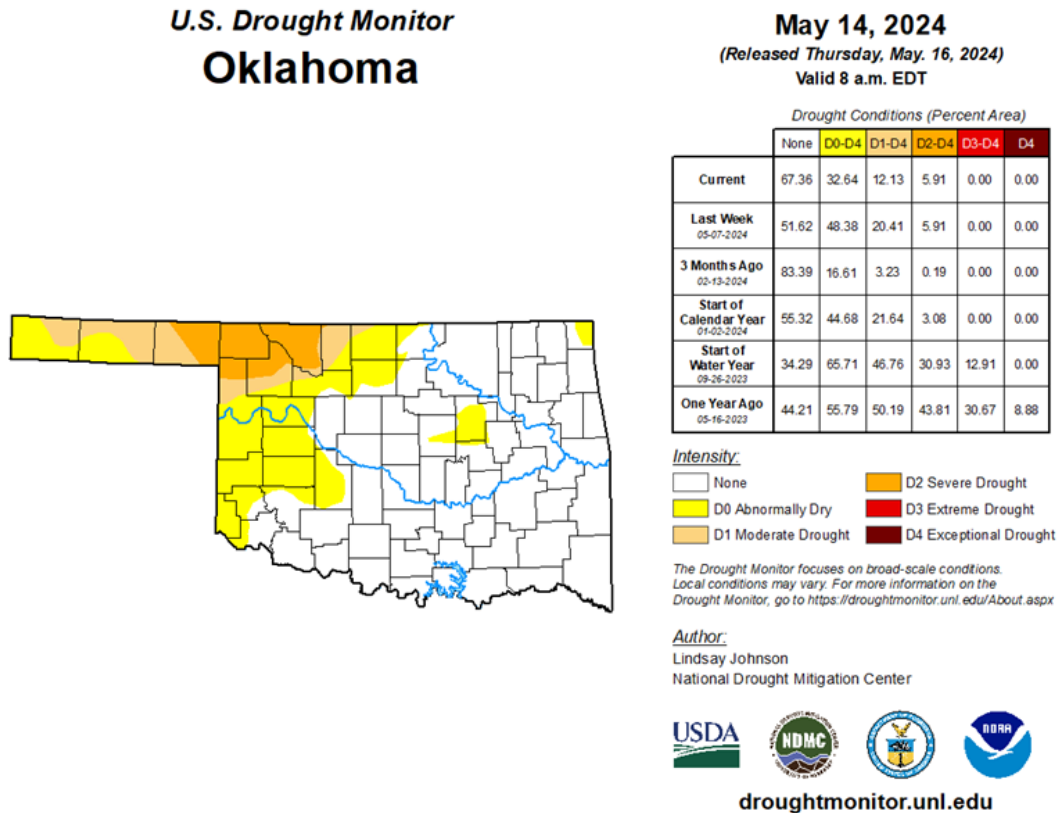 U.S. Drought Monitor
Oklahoma
May 14, 2024
(Released Thursday, May. 16, 2024)
Valid 8 a.m. EDT
Drought Conditions (Percent Area)
None D0-D4 D1-D4 D2-D4 D3-D4 D4
Current 67.36 32.64 12.13 5.91 0.00 0.00
Last Week
05-07-2024 51.62 48.38 20.41 5.91 0.00 0.00
3 Months Ago
02-13-2024 83.39 16.61 3.23 0.19 0.00 0.00
Start of
Calendar Year
01-02-2024 55.32 44.68 21.64 3.08 0.00 0.00
Start of
Water Year
09-26-2023 34.29 65.71 46.76 30.93 12.91 0.00
One Year Ago
05-16-2023 44.21 55.79 50.19 43.81 30.67 8.88
Intensity:
None
D0 Abnormally Dry
D1 Moderate Drought
D2 Severe Drought
D3 Extreme Drought
D4 Exceptional Drought
The Drought Monitor focuses on broad-scale conditions.
Local conditions may vary. For more information on the
Drought Monitor, go to https://droughtmonitor.unl.edu/About.aspx
Author:
Lindsay Johnson
National Drought Mitigation Center
USDA
NDMC
NOAA
droughtmonitor.unl.edu